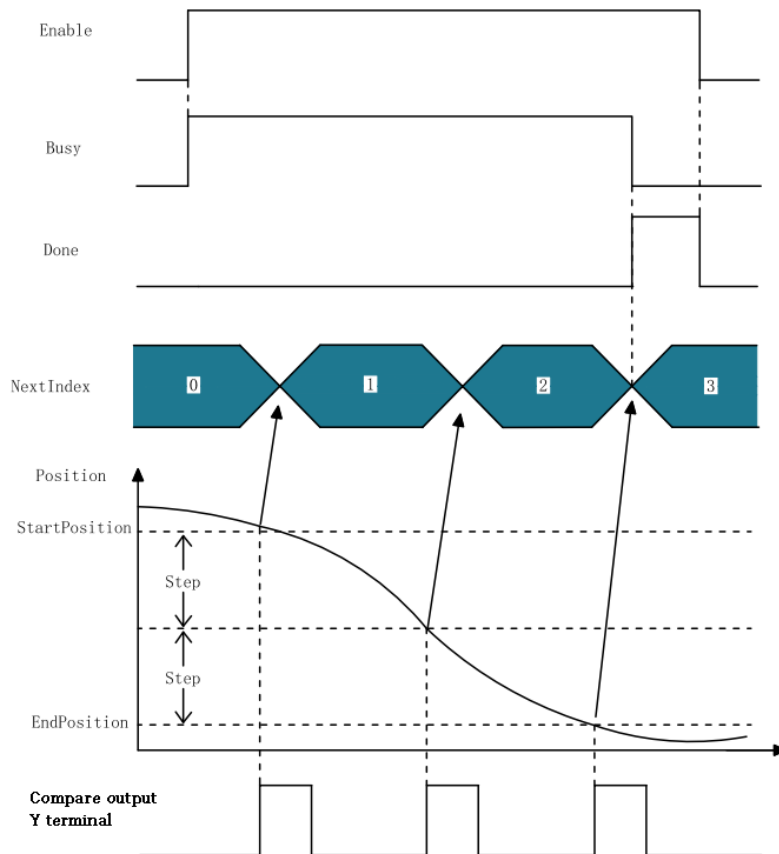 Enable
Busy
Done
NextIndex
0
1
2
3
Position
StartPosition
Step
Step
EndPosition
Compare output
Y terminal